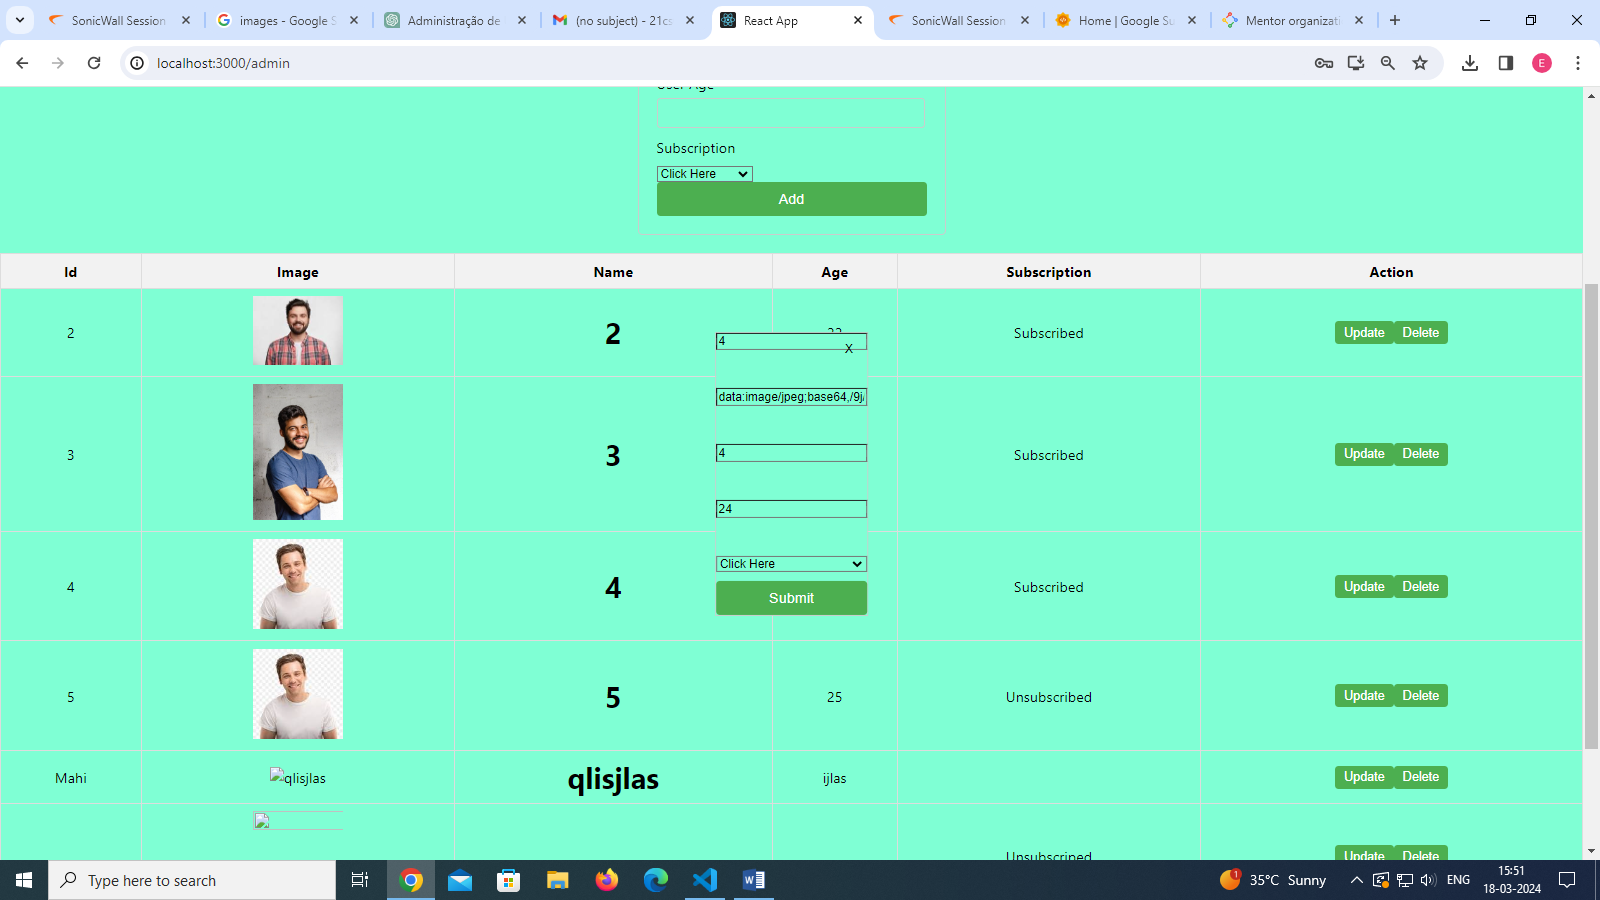 SonicWall Session
images - Google S
Administração de
(no subject) - 21cs
React App
SonicWall Session
Home | Google Su
Mentor organizati
localhost:3000/admin
E
User Age
Subscription
Click Here
Add
Id Image Name Age Subscription Action
2 2 Subscribed Update Delete
4
X
data:image/jpeg;base64,/9j/
3 3 4 Subscribed Update Delete
24
Click Here
4 4 Subscribed Update Delete
Submit
5 5 25 Unsubscribed Update Delete
Mahi qlisjlas qlisjlas ijlas Update Delete
Unsubscribed Update Delete
Type here to search
1
35°C Sunny
ENG
15:51
18-03-2024